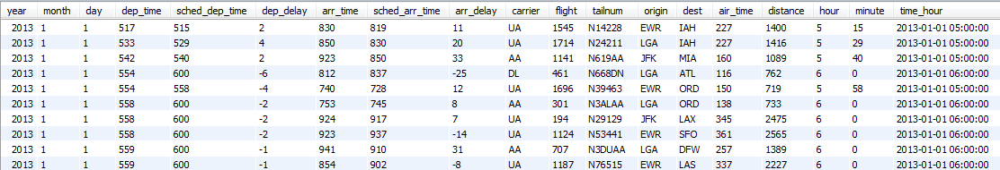 year month day dep_time sched_dep_time dep_delay arr_time sched_arr_time arr_delay carrier flight tailnum origin dest air_time distance hour minute time_hour
2013 1 1 517 515 2 830 819 11 UA 1545 N14228 EWR IAH 227 1400 5 15 2013-01-01 05:00:00
2013 1 1 533 529 4 850 830 20 UA 1714 N24211 LGA IAH 227 1416 5 29 2013-01-01 05:00:00
2013 1 1 542 540 2 923 850 33 AA 1141 N619AA JFK MIA 160 1089 5 40 2013-01-01 05:00:00
2013 1 1 554 600 -6 812 837 -25 DL 461 N668DN LGA ATL 116 762 6 0 2013-01-01 06:00:00
2013 1 1 554 558 -4 740 728 12 UA 1696 N39463 EWR ORD 150 719 5 58 2013-01-01 05:00:00
2013 1 1 558 600 -2 753 745 8 AA 301 N3ALAA LGA ORD 138 733 6 0 2013-01-01 06:00:00
2013 1 1 558 600 -2 924 917 7 UA 194 N29129 JFK LAX 345 2475 6 0 2013-01-01 06:00:00
2013 1 1 558 600 -2 923 937 -14 UA 1124 N53441 EWR SFO 361 2565 6 0 2013-01-01 06:00:00
2013 1 1 559 600 -1 941 910 31 AA 707 N3DUAA LGA DFW 257 1389 6 0 2013-01-01 06:00:00
2013 1 1 559 600 -1 854 902 -8 UA 1187 N76515 EWR LAS 337 2227 6 0 2013-01-01 06:00:00